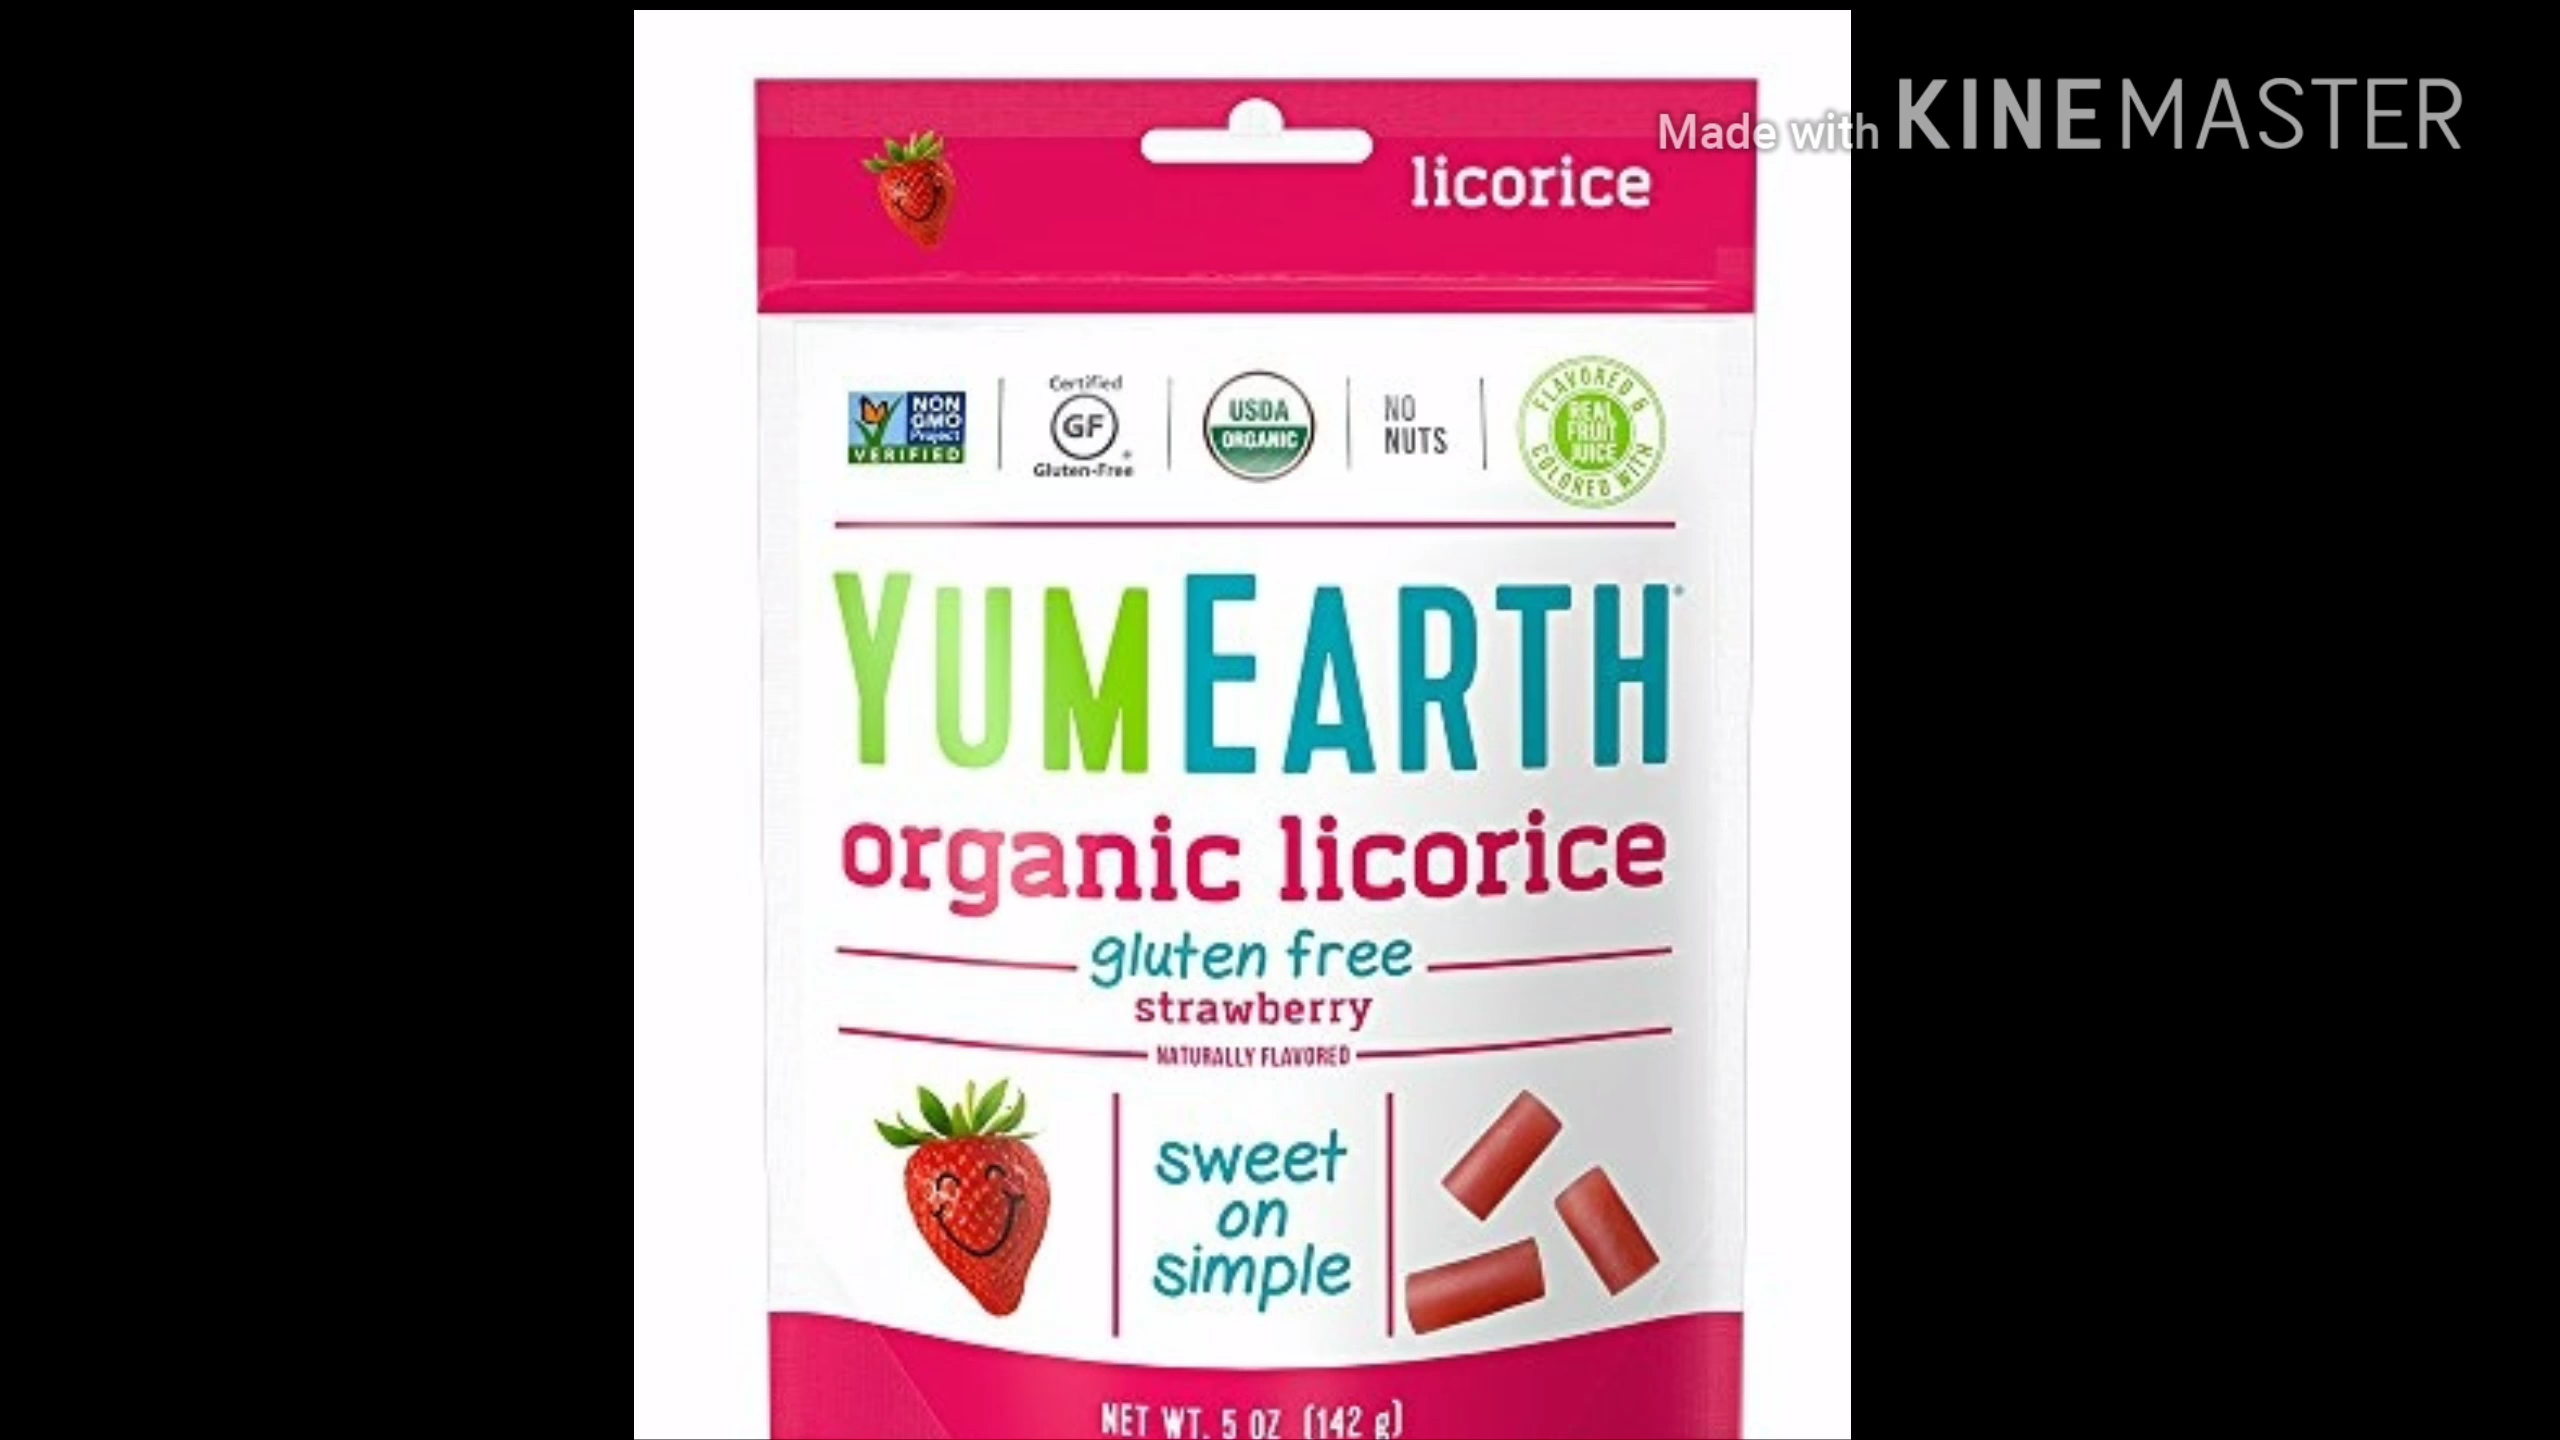 Made with KINEMASTER
licorice
NON
GMO
Project
VERIFIED
Certified
GF
Gluten-Free
USDA
ORGANIC
NO
NUTS
FLAVORED &
COLORED WITH
REAL
FRUIT
JUICE
YUMEARTH
organic licorice
gluten free
strawberry
NATURALLY FLAVORED
sweet
on
simple
NET WT. 5 OZ (142 g)